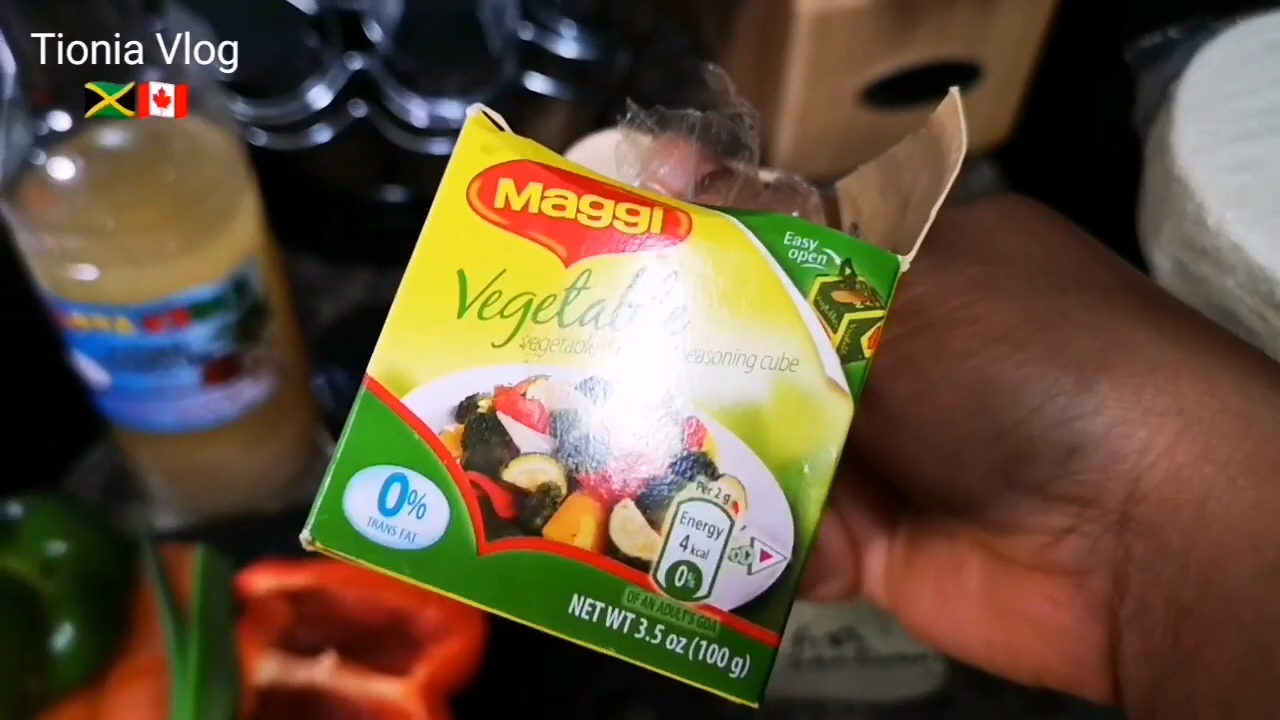 Tionia Vlog
Maggi
Easy
open
Vegetable
seasoning cube
0%
TRANS FAT
Per 2 g
Energy
4 kcal
0%
OF AN ADULT'S GDA
NET WT 3.5 oz (100 g)